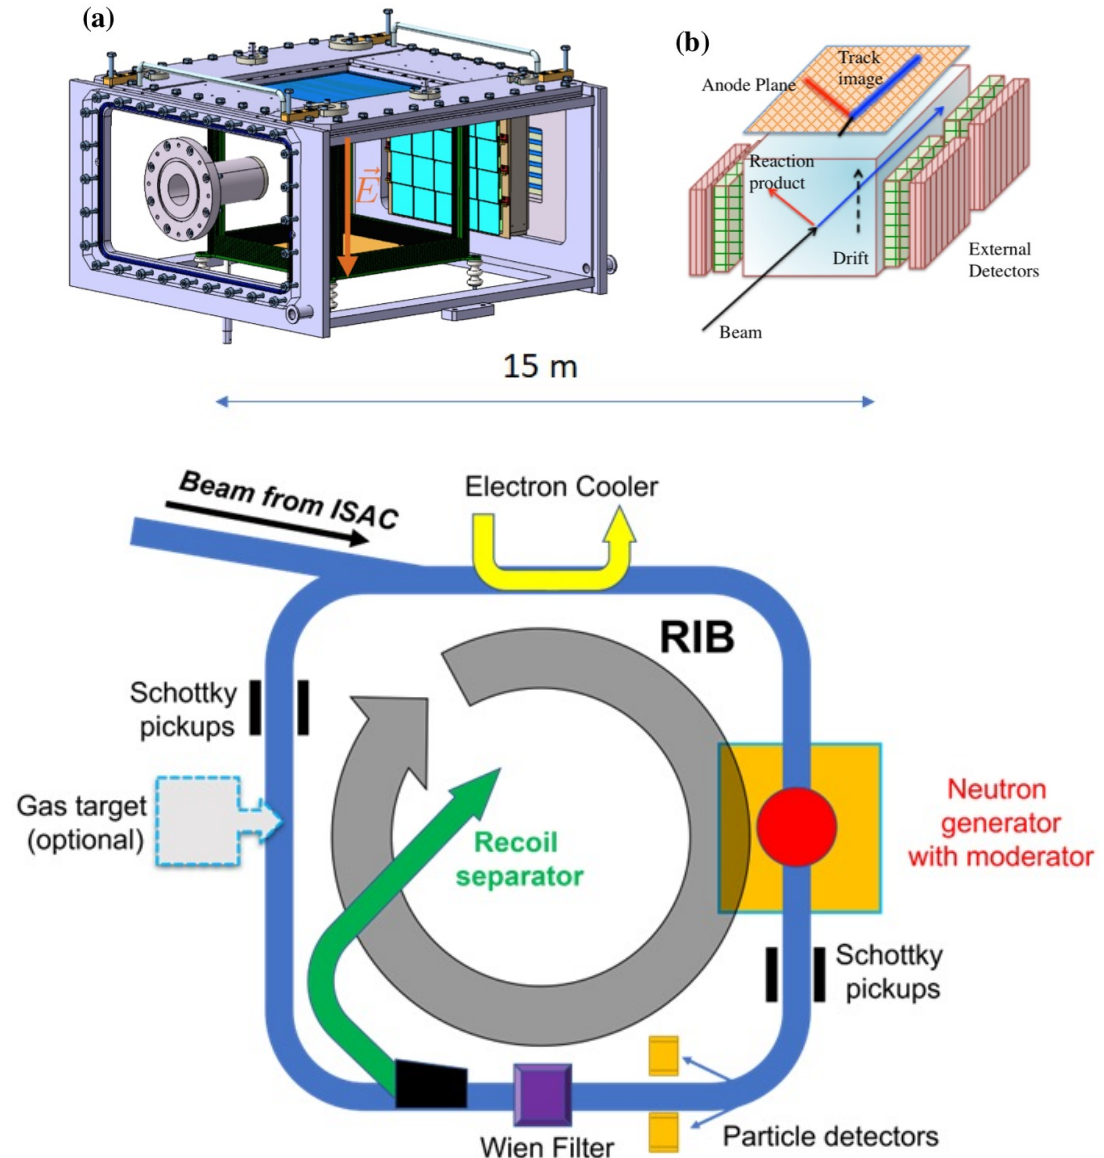 (a)
E
(b)
Track
image
Anode Plane
Reaction
product
Drift
External
Detectors
Beam
15 m
Beam from ISAC
Electron Cooler
RIB
Schottky
pickups
Gas target
(optional)
Recoil
separator
Neutron
generator
with moderator
Schottky
pickups
Wien Filter
Particle detectors